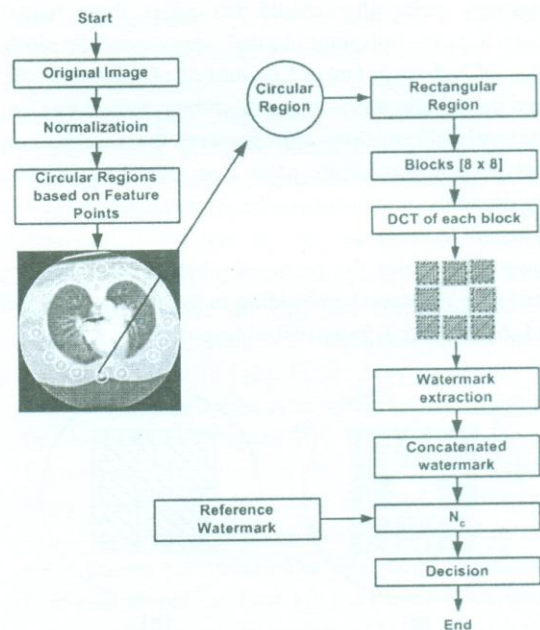 Start
Original Image
Normalizatioin
Circular Regions
based on Feature
Points
Circular
Region
Rectangular
Region
Blocks [8 x 8]
DCT of each block
Watermark
extraction
Concatenated
watermark
Reference
Watermark
Nc
Decision
End